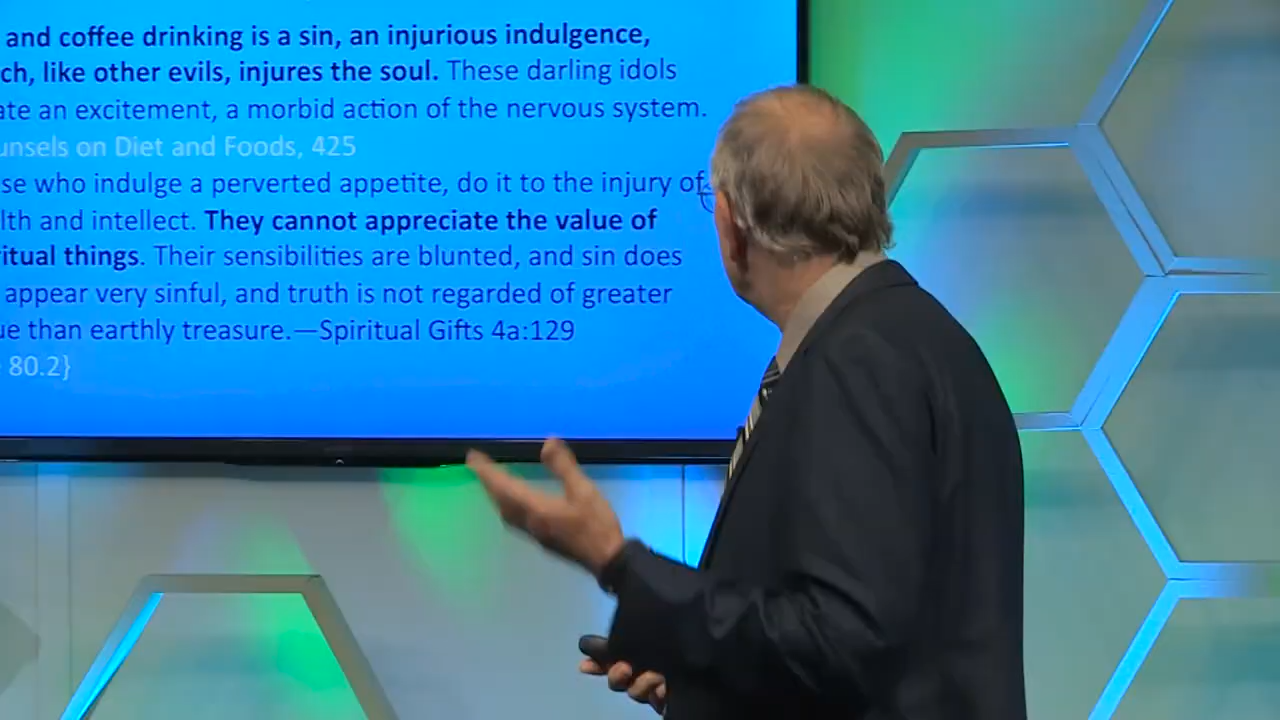 and coffee drinking is a sin, an injurious indulgence,
ch, like other evils, injures the soul. These darling idols
ate an excitement, a morbid action of the nervous system.
unsels on Diet and Foods, 425
se who indulge a perverted appetite, do it to the injury of
lth and intellect. They cannot appreciate the value of
ritual things. Their sensibilities are blunted, and sin does
appear very sinful, and truth is not regarded of greater
ue than earthly treasure.—Spiritual Gifts 4a:129
80.2}